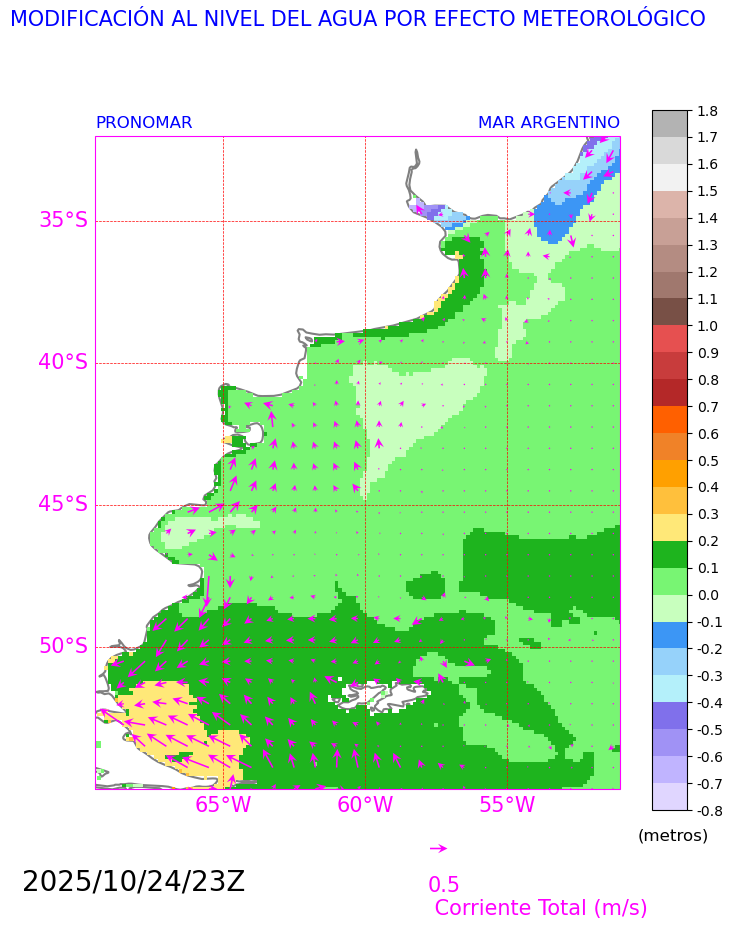 MODIFICACIÓN AL NIVEL DEL AGUA POR EFECTO METEOROLÓGICO
PRONOMAR
MAR ARGENTINO
35°S
40°S
45°S
50°S
65°W
60°W
55°W
1.8
1.7
1.6
1.5
1.4
1.3
1.2
1.1
1.0
0.9
0.8
0.7
0.6
0.5
0.4
0.3
0.2
0.1
0.0
-0.1
-0.2
-0.3
-0.4
-0.5
-0.6
-0.7
-0.8
(metros)
2025/10/24/23Z
0.5
Corriente Total (m/s)